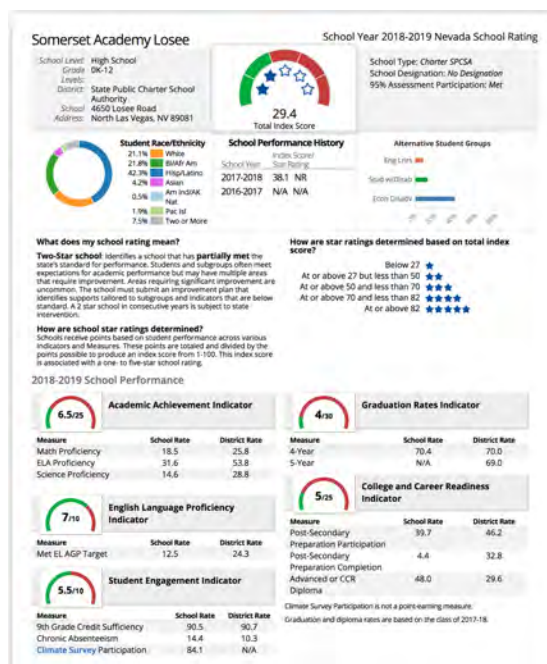 Somerset Academy Losee
School Year 2018-2019 Nevada School Rating
School Level: High School
Grade Levels: 0K-12
District: State Public Charter School Authority
School Address: 4650 Losee Road
North Las Vegas, NV 89081
29.4
Total Index Score
School Type: Charter SPCSA
School Designation: No Designation
95% Assessment Participation: Met
Student Race/Ethnicity
21.1% White
21.8% Bl/Afr Am
42.3% Hisp/Latino
4.2% Asian
0.5% Am Ind/AK Nat
1.9% Pac Isl
7.5% Two or More
School Performance History
School Year Index Score/ Star Rating
2017-2018 38.1 NR
2016-2017 N/A N/A
Alternative Student Groups
Eng Lnrs
Stud w/Disab
Econ Disadv
What does my school rating mean?
Two-Star school: Identifies a school that has partially met the
state's standard for performance. Students and subgroups often meet
expectations for academic performance but may have multiple areas
that require improvement. Areas requiring significant improvement are
uncommon. The school must submit an improvement plan that
identifies supports tailored to subgroups and indicators that are below
standard. A 2 star school in consecutive years is subject to state
intervention.
How are school star ratings determined?
Schools receive points based on student performance across various
Indicators and Measures. These points are totaled and divided by the
points possible to produce an index score from 1-100. This index score
is associated with a one- to five-star school rating.
How are star ratings determined based on total index
score?
Below 27
At or above 27 but less than 50
At or above 50 and less than 70
At or above 70 and less than 82
At or above 82
2018-2019 School Performance
6.5/25 Academic Achievement Indicator
Measure School Rate District Rate
Math Proficiency 18.5 25.8
ELA Proficiency 31.6 53.8
Science Proficiency 14.6 28.8
7/10 English Language Proficiency
Indicator
Measure School Rate District Rate
Met EL AGP Target 12.5 24.3
5.5/10 Student Engagement Indicator
Measure School Rate District Rate
9th Grade Credit Sufficiency 90.5 90.7
Chronic Absenteeism 14.4 10.3
Climate Survey Participation 84.1 N/A
4/30 Graduation Rates Indicator
Measure School Rate District Rate
4-Year 70.4 70.0
5-Year N/A 69.0
5/25 College and Career Readiness
Indicator
Measure School Rate District Rate
Post-Secondary 39.7 46.2
Preparation Participation
Post-Secondary 4.4 32.8
Preparation Completion
Advanced or CCR 48.0 29.6
Diploma
Climate Survey Participation is not a point-earning measure.
Graduation and diploma rates are based on the class of 2017-18.